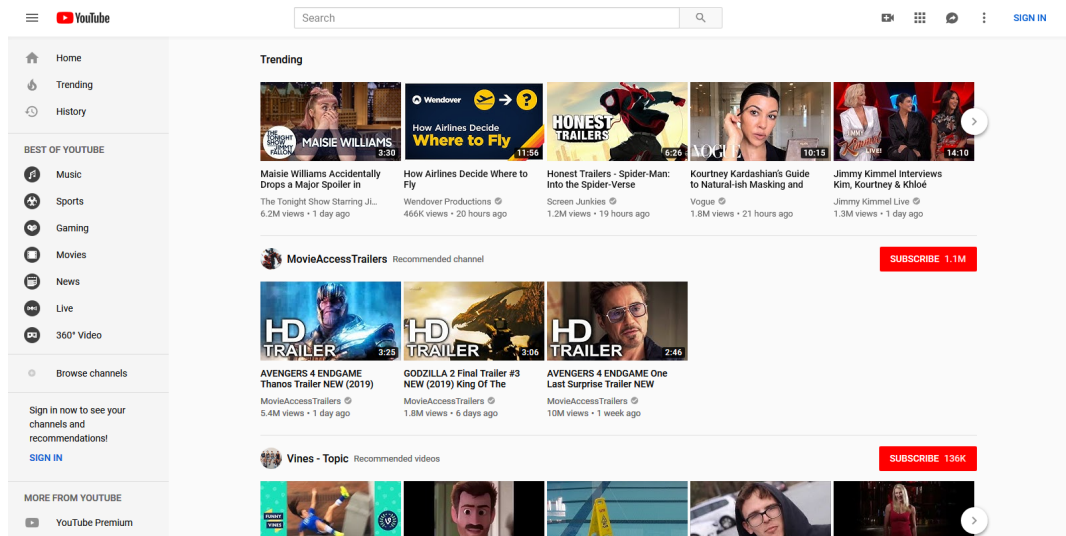 YouTube
Search
SIGN IN
Home
Trending
History
BEST OF YOUTUBE
Music
Sports
Gaming
Movies
News
Live
360° Video
Browse channels
Sign in now to see your
channels and
recommendations!
SIGN IN
MORE FROM YOUTUBE
YouTube Premium
Trending
THE
TONIGHT
SHOW
JIMMY
FALLON
MAISIE WILLIAMS
3:30
Maisie Williams Accidentally
Drops a Major Spoiler in
The Tonight Show Starring Ji...
6.2M views • 1 day ago
Wendover
How Airlines Decide
Where to Fly
11:56
How Airlines Decide Where to
Fly
Wendover Productions
466K views • 20 hours ago
HONEST
TRAILERS
6:26
Honest Trailers - Spider-Man:
Into the Spider-Verse
Screen Junkies
1.2M views • 19 hours ago
VOGUE
10:15
Kourtney Kardashian's Guide
to Natural-ish Masking and
Vogue
1.8M views • 21 hours ago
JIMMY
Kimmel
LIVE!
14:10
Jimmy Kimmel Interviews
Kim, Kourtney & Khloé
Jimmy Kimmel Live
1.3M views • 1 day ago
MovieAccessTrailers Recommended channel
SUBSCRIBE 1.1M
HD
TRAILER
3:25
AVENGERS 4 ENDGAME
Thanos Trailer NEW (2019)
MovieAccessTrailers
5.4M views • 1 day ago
HD
TRAILER
3:06
GODZILLA 2 Final Trailer #3
NEW (2019) King Of The
MovieAccessTrailers
1.8M views • 6 days ago
HD
TRAILER
2:46
AVENGERS 4 ENDGAME One
Last Surprise Trailer NEW
MovieAccessTrailers
10M views • 1 week ago
Vines - Topic Recommended videos
SUBSCRIBE 136K
FUNNY
VINES